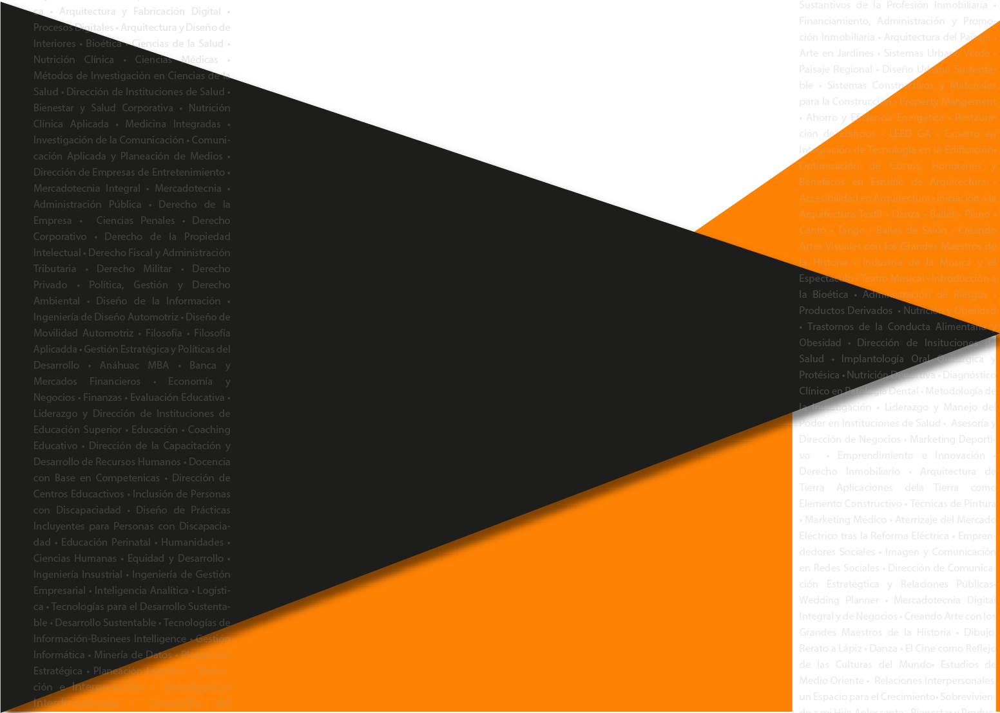 ca • Arquitectura y Fabricación Digital •
Procesos Digitales • Arquitectura y Diseño de
Interiores • Bioética • Ciencias de la Salud •
Nutrición Clínica • Ciencias Médicas •
Métodos de Investigación en Ciencias de la
Salud • Dirección de Instituciones de Salud •
Bienestar y Salud Corporativa • Nutrición
Clínica Aplicada • Medicina Integradas •
Investigación de la Comunicación • Comuni-
cación Aplicada y Planeación de Medios •
Dirección de Empresas de Entretenimiento •
Mercadotecnia Integral • Mercadotecnia •
Administración Pública • Derecho de la
Empresa • Ciencias Penales • Derecho
Corporativo • Derecho de la Propiedad
Intelectual • Derecho Fiscal y Administración
Tributaria • Derecho Militar • Derecho
Privado • Política, Gestión y Derecho
Ambiental • Diseño de la Información •
Ingeniería de Diseño Automotriz • Diseño de
Movilidad Automotriz • Filosofía • Filosofía
Aplicadda • Gestión Estratégica y Políticas del
Desarrollo • Anáhuac MBA • Banca y
Mercados Financieros • Economía y
Negocios • Finanzas • Evaluación Educativa •
Liderazgo y Dirección de Instituciones de
Educación Superior • Educación • Coaching
Educativo • Dirección de la Capacitación y
Desarrollo de Recursos Humanos • Docencia
con Base en Competenicas • Dirección de
Centros Educactivos • Inclusión de Personas
con Discapaciadad • Diseño de Prácticas
Incluyentes para Personas con Discapacia-
dad • Educación Perinatal • Humanidades •
Ciencias Humanas • Equidad y Desarrollo •
Ingeniería Insustrial • Ingeniería de Gestión
Empresarial • Inteligencia Analítica • Logísti-
ca • Tecnologías para el Desarrollo Sustenta-
ble • Desarrollo Sustentable • Tecnologías de
Información-Businees Intelligence • Gestión
Informática • Minería de Datos •
Estratégica • Planeación
ción e Interpretación •
Sustantivos de la Profesión Inmobiliaria •
Financiamiento, Administración y Promo-
ción Inmobiliaria • Arquitectura del Paisaje •
Arte en Jardines • Sistemas Urbano Verde •
Paisaje Regional • Diseño Urbano Sustenta-
ble • Sistemas Constructivos y Materiales
para la Construcción • Property Mangement
• Ahorro y Eficiencia Energética • Restaura-
ción de Edificios • LEED GA • Experto en
Integración de Tecnología en la Edificación•
Optimización de Costos, Honorarios y
Benefiicos en Estudio de Arquitectura •
Accesibilidad en Arquitectura • Iniciación a la
Arquitectura Textil • Danza • Ballet • Piano •
Canto • Tango • Bailes de Salón • Creando
Artes Visuales con los Grandes Maestros de
la Historia • Industria de la Música y el
Espectáculo • Teatro Musical • Introducción a
la Bioética • Administración de Riesgos •
Productos Derivados • Nutrición y Obesidad
• Trastornos de la Conducta Alimentaria •
Obesidad • Dirección de Insituciones de
Salud • Implantología Oral Quirúrgica y
Protésica • Nutrición Deportiva • Diagnóstico
Clínico en Patología Dental • Metodología de
la Investigación • Liderazgo y Manejo del
Poder en Instituciones de Salud • Asesoría y
Dirección de Negocios • Marketing Deporti-
vo • Emprendimiento e Innovación •
Derecho Inmobiliario • Arquitectura de
Tierra Aplicaciones dela Tierra como
Elemento Constructivo • Técnicas de Pintura
• Marketing Médico • Aterrizaje del Mercado
Eléctrico tras la Reforma Eléctrica • Empren-
dedores Sociales • Imagen y Comunicación
en Redes Sociales • Dirección de Comunica-
ción Estratégtica y Relaciones Públicas•
Wedding Planner • Mercadotecnia Digital
Integral y de Negocios • Creando Arte con los
Grandes Maestros de la Historia • Dibujo,
Rerato a Lápiz • Danza • El Cine como Reflejo
de las Culturas del Mundo• Estudios de
Medio Oriente • Relaciones Interpersonales,
un Espacio para el Crecimiento• Sobrevivien-
do a mi Hijo Aolescente • Bienestar y Produc-